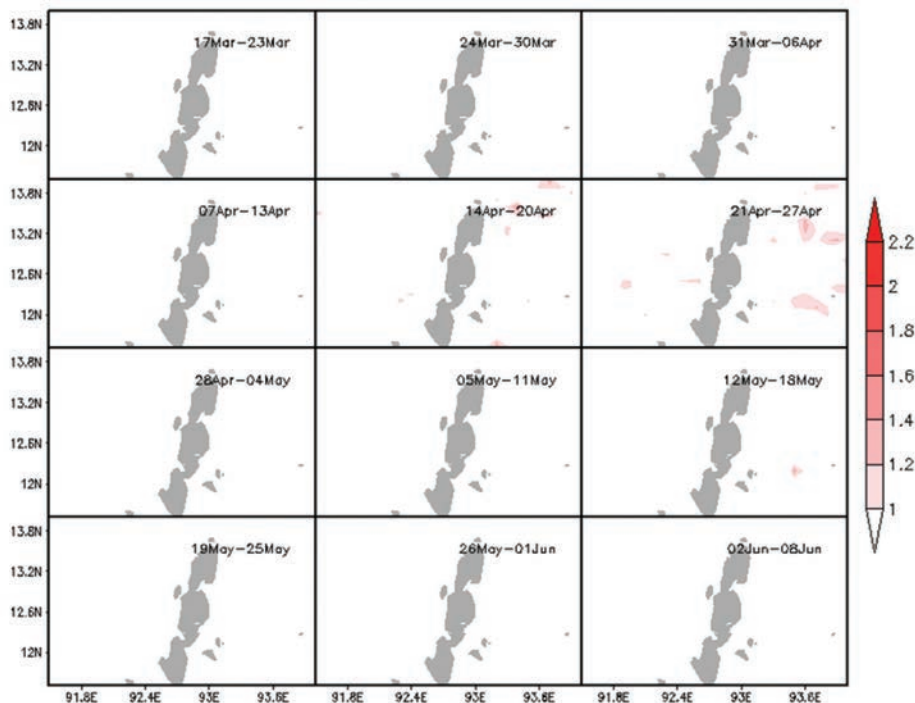 13.8N
13.2N
12.6N
12N
17Mar-23Mar 24Mar-30Mar 31Mar-06Apr
13.8N
13.2N
12.6N
12N
07Apr-13Apr 14Apr-20Apr 21Apr-27Apr
13.8N
13.2N
12.6N
12N
28Apr-04May 05May-11May 12May-18May
13.8N
13.2N
12.6N
12N
19May-25May 26May-01Jun 02Jun-08Jun
91.8E 92.4E 93E 93.6E 91.8E 92.4E 93E 93.6E 91.8E 92.4E 93E 93.6E
2.2
2
1.8
1.6
1.4
1.2
1